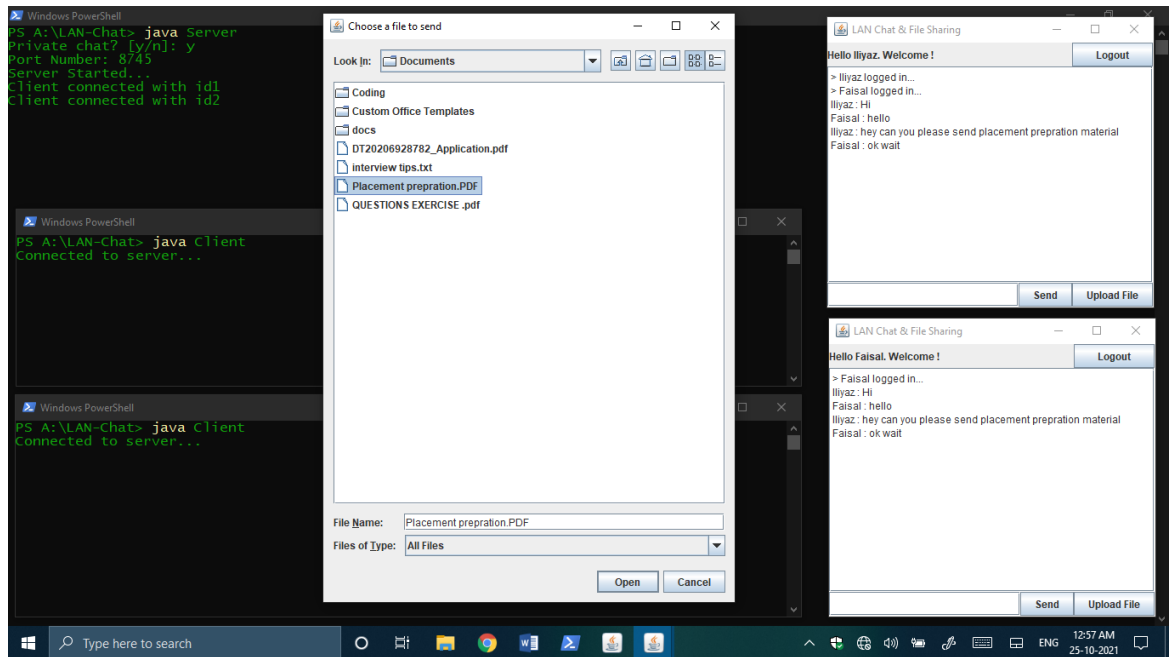 Windows PowerShell
PS A:\LAN-Chat> java Server
Private chat? [y/n]: y
Port Number: 8745
Server Started...
Client connected with id1
Client connected with id2
Windows PowerShell
PS A:\LAN-Chat> java Client
Connected to server...
Windows PowerShell
PS A:\LAN-Chat> java Client
Connected to server...
Choose a file to send
Look In: Documents
Coding
Custom Office Templates
docs
DT20206928782_Application.pdf
interview tips.txt
Placement prepration.PDF
QUESTIONS EXERCISE .pdf
File Name: Placement prepration.PDF
Files of Type: All Files
Open Cancel
LAN Chat & File Sharing
Hello Iliyaz. Welcome ! Logout
> Iliyaz logged in...
> Faisal logged in...
Iliyaz : Hi
Faisal : hello
Iliyaz : hey can you please send placement prepration material
Faisal : ok wait
Send Upload File
LAN Chat & File Sharing
Hello Faisal. Welcome ! Logout
> Faisal logged in...
Iliyaz : Hi
Faisal : hello
Iliyaz : hey can you please send placement prepration material
Faisal : ok wait
Send Upload File
Type here to search
ENG
12:57 AM
25-10-2021